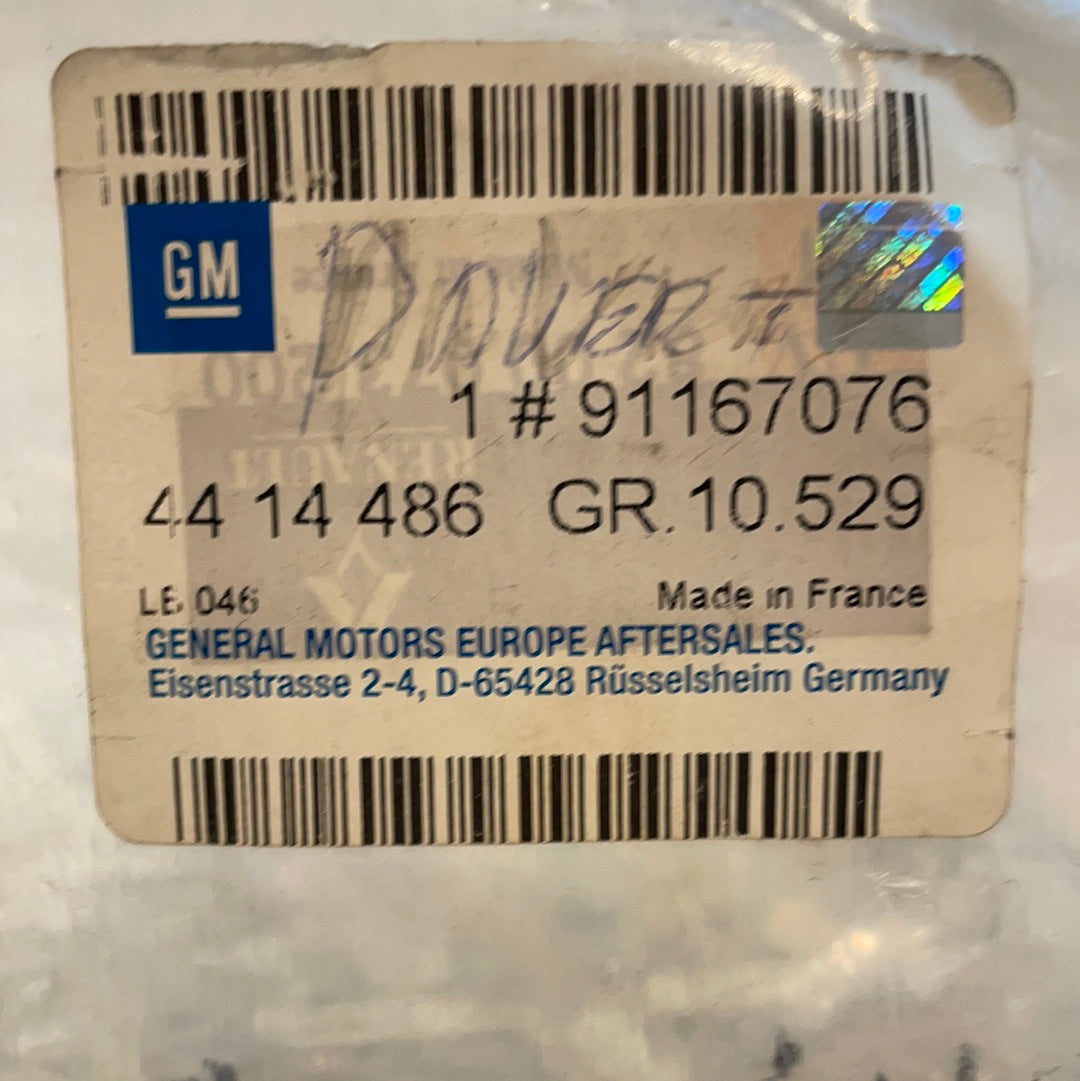 GM
1 # 91167076
44 14 486 GR. 10.529
LB 046 Made in France
GENERAL MOTORS EUROPE AFTERSALES.
Eisenstrasse 2-4, D-65428 Rüsselsheim Germany